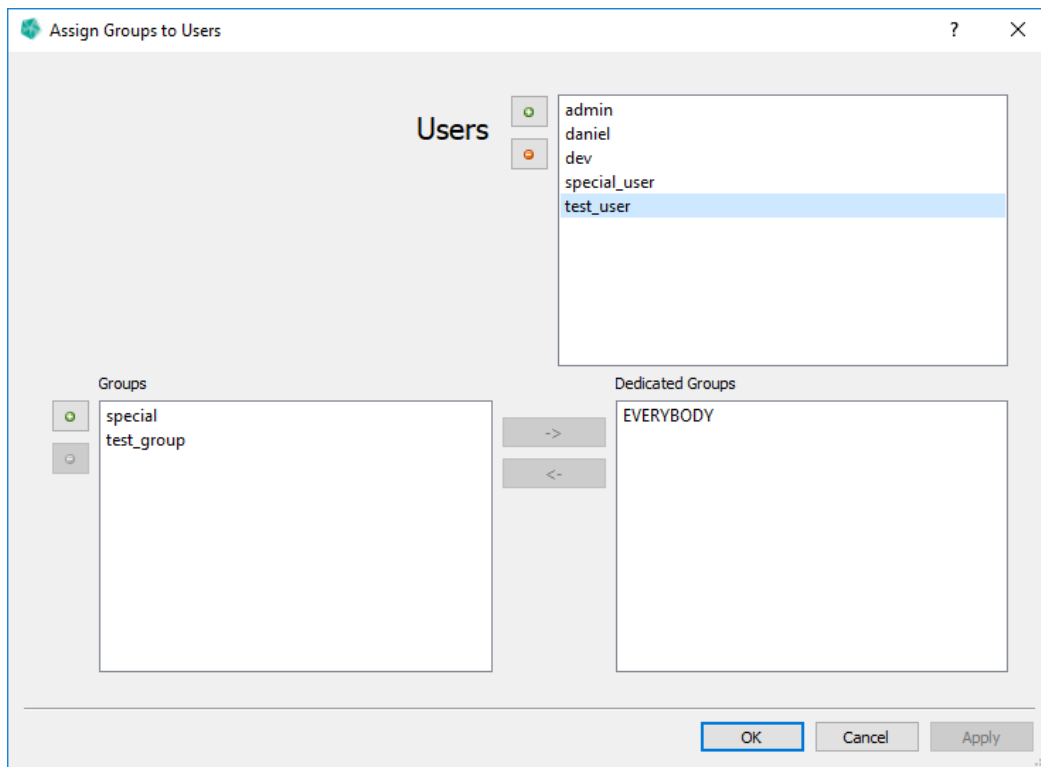 Assign Groups to Users
?
Users
admin
daniel
dev
special_user
test_user
Groups
special
test_group
->
<-
Dedicated Groups
EVERYBODY
OK
Cancel
Apply